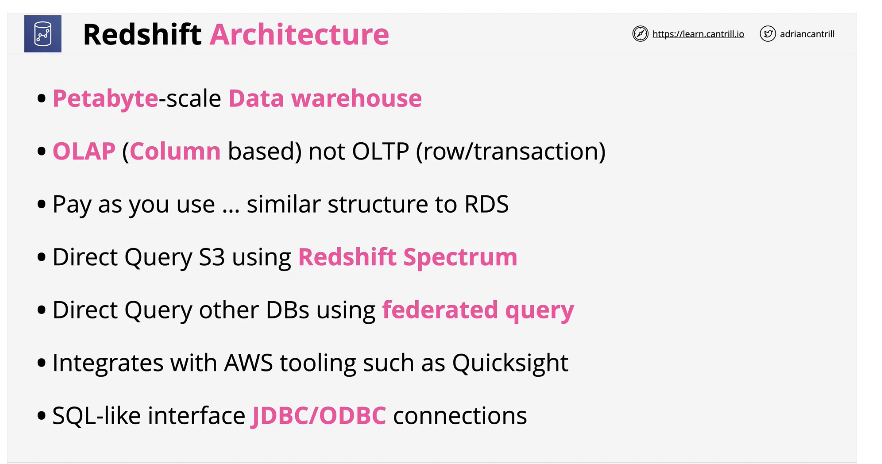 Redshift Architecture
https://learn.cantrill.io
adriancantrill
• Petabyte-scale Data warehouse
• OLAP (Column based) not OLTP (row/transaction)
• Pay as you use ... similar structure to RDS
• Direct Query S3 using Redshift Spectrum
• Direct Query other DBs using federated query
• Integrates with AWS tooling such as Quicksight
• SQL-like interface JDBC/ODBC connections